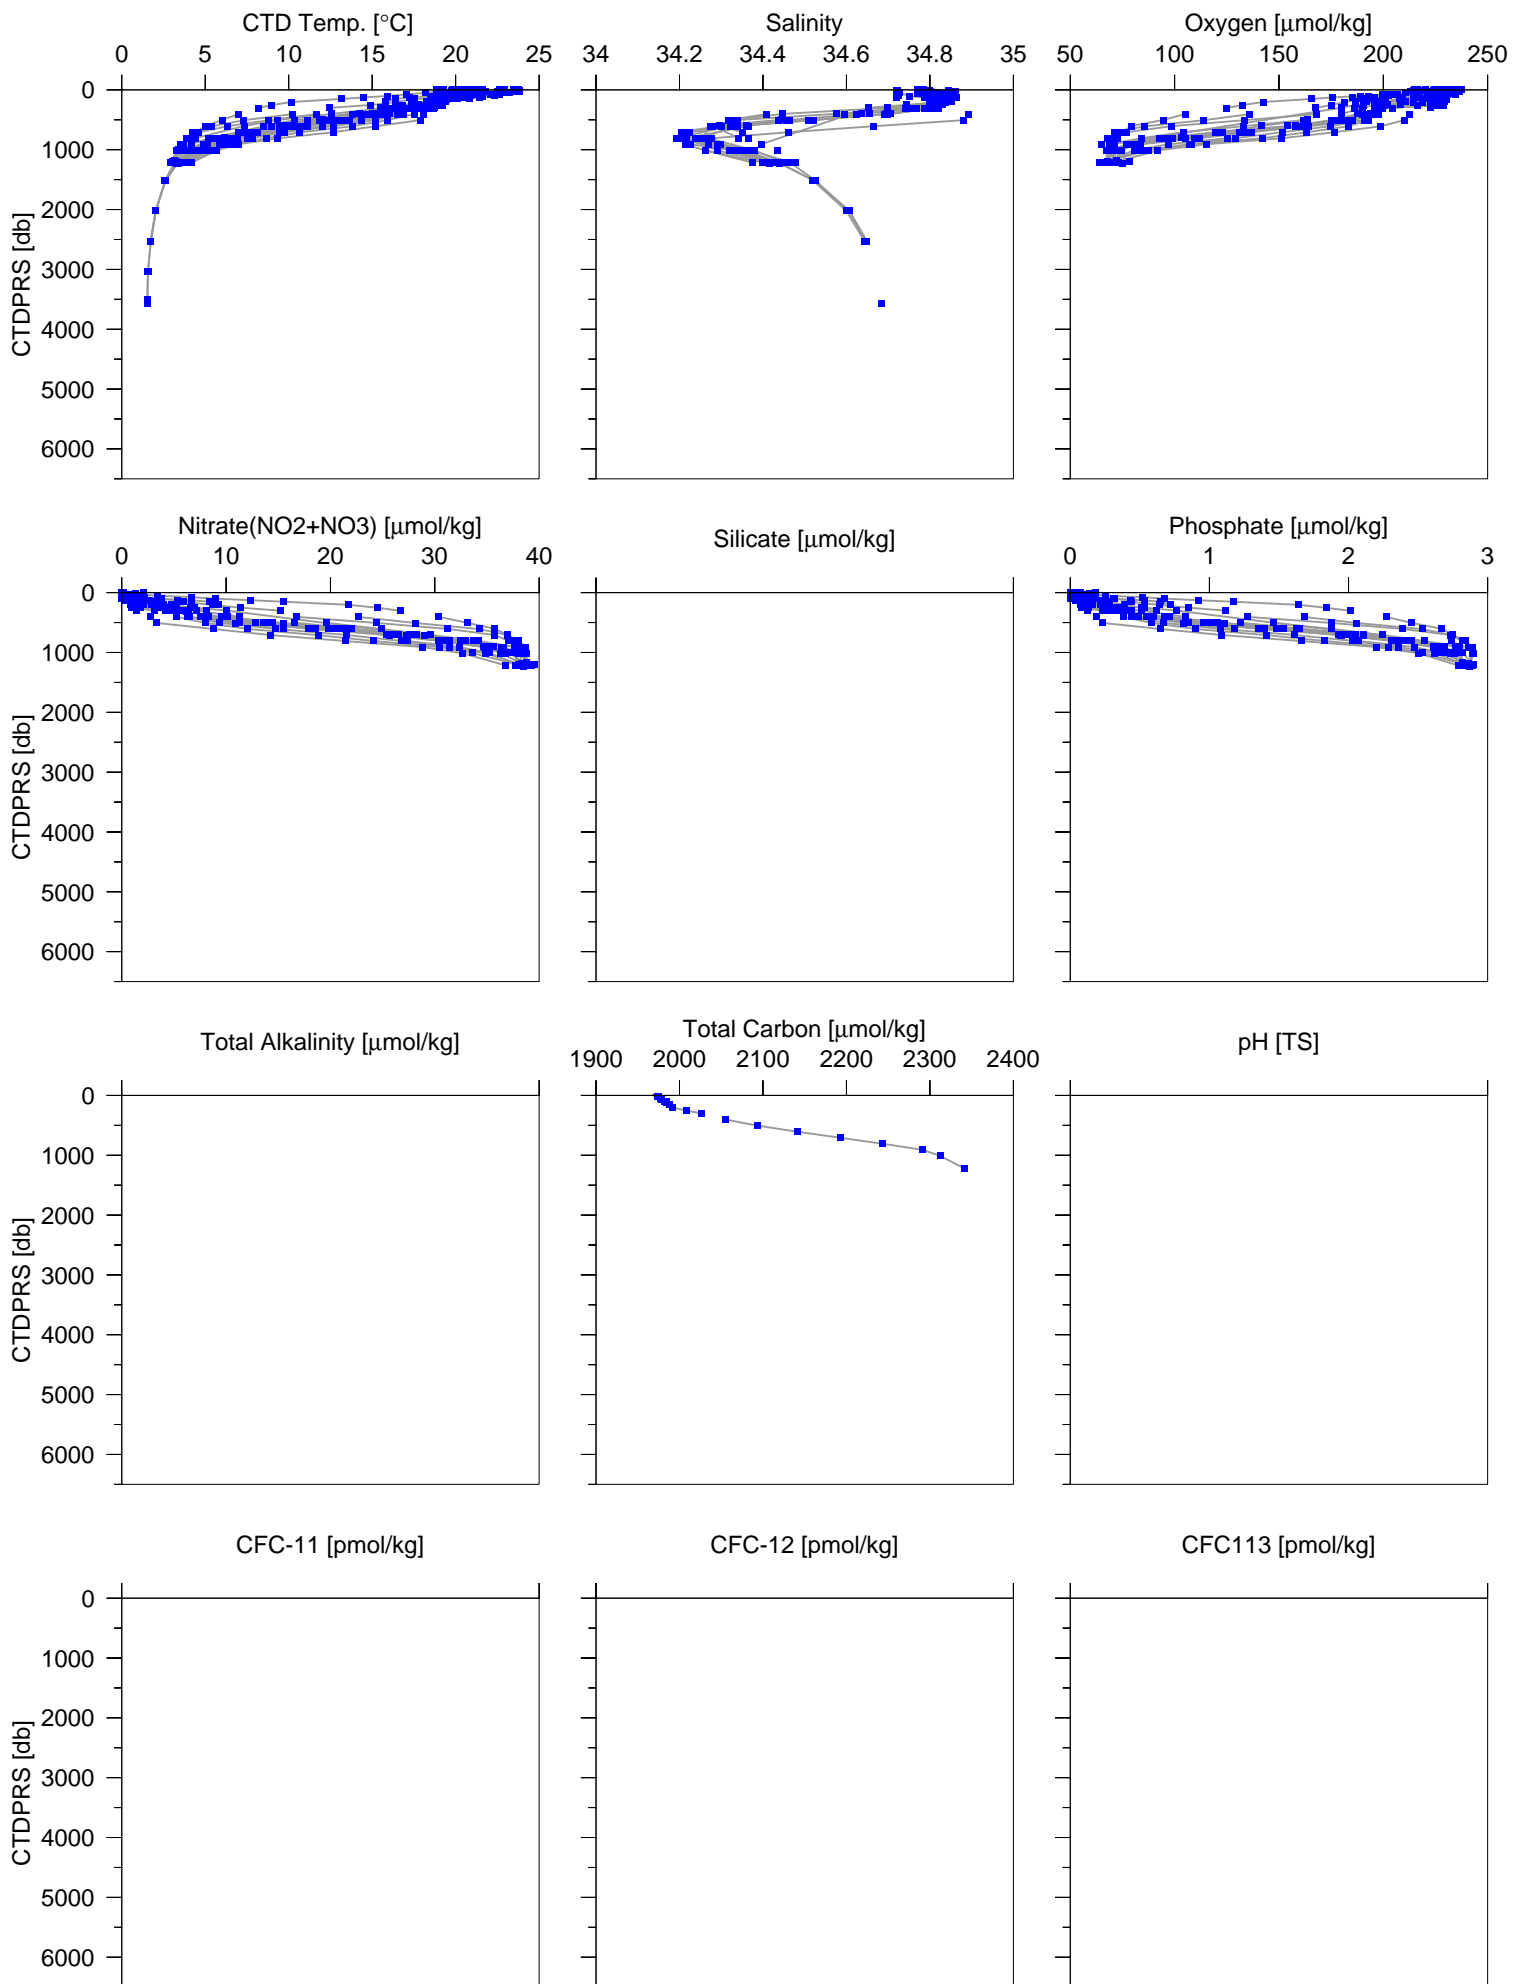 CTD Temp. [°C] Salinity Oxygen [μmol/kg]
0 5 10 15 20 25 34 34.2 34.4 34.6 34.8 35 50 100 150 200 250
0
1000
2000
3000
4000
5000
6000
CTDPRS [db]
Nitrate(NO2+NO3) [μmol/kg] Silicate [μmol/kg] Phosphate [μmol/kg]
0 10 20 30 40 0 1 2 3
0
1000
2000
3000
4000
5000
6000
CTDPRS [db]
Total Alkalinity [μmol/kg] Total Carbon [μmol/kg] pH [TS]
1900 2000 2100 2200 2300 2400
0
1000
2000
3000
4000
5000
6000
CTDPRS [db]
CFC-11 [pmol/kg] CFC-12 [pmol/kg] CFC113 [pmol/kg]
0
1000
2000
3000
4000
5000
6000
CTDPRS [db]